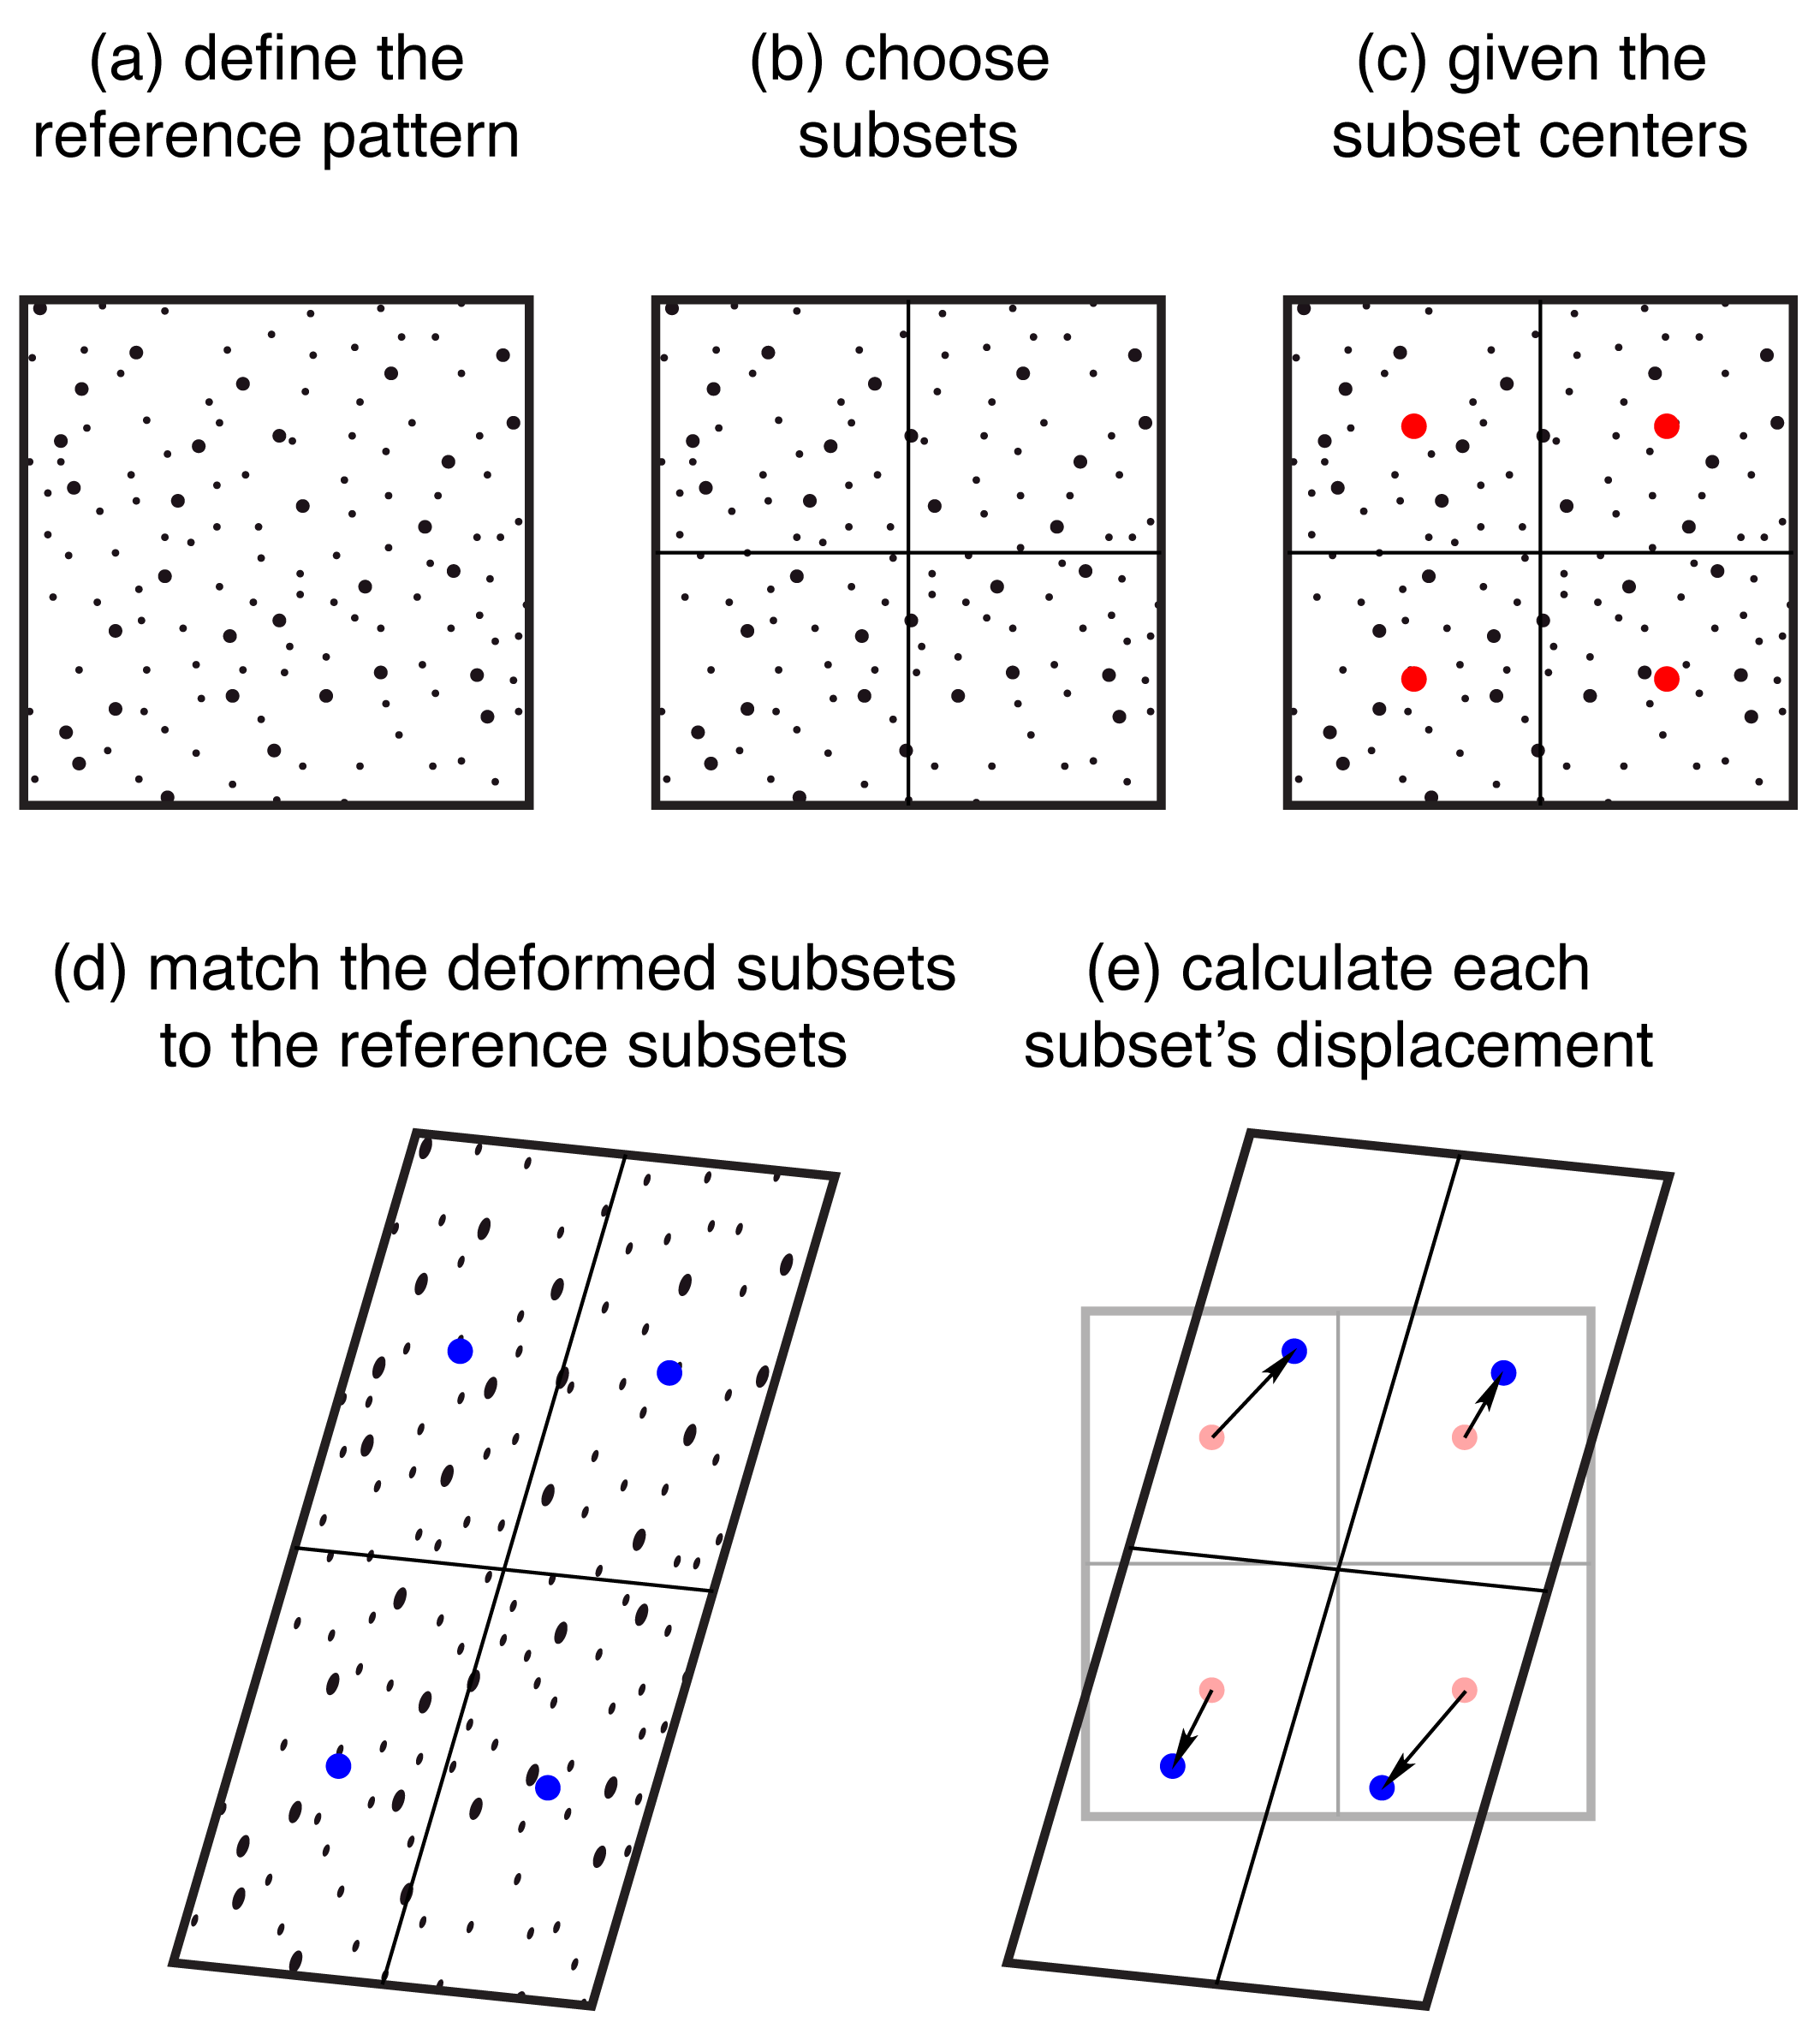 (a) define the
reference pattern
(b) choose
subsets
(c) given the
subset centers
(d) match the deformed subsets
to the reference subsets
(e) calculate each
subset’s displacement